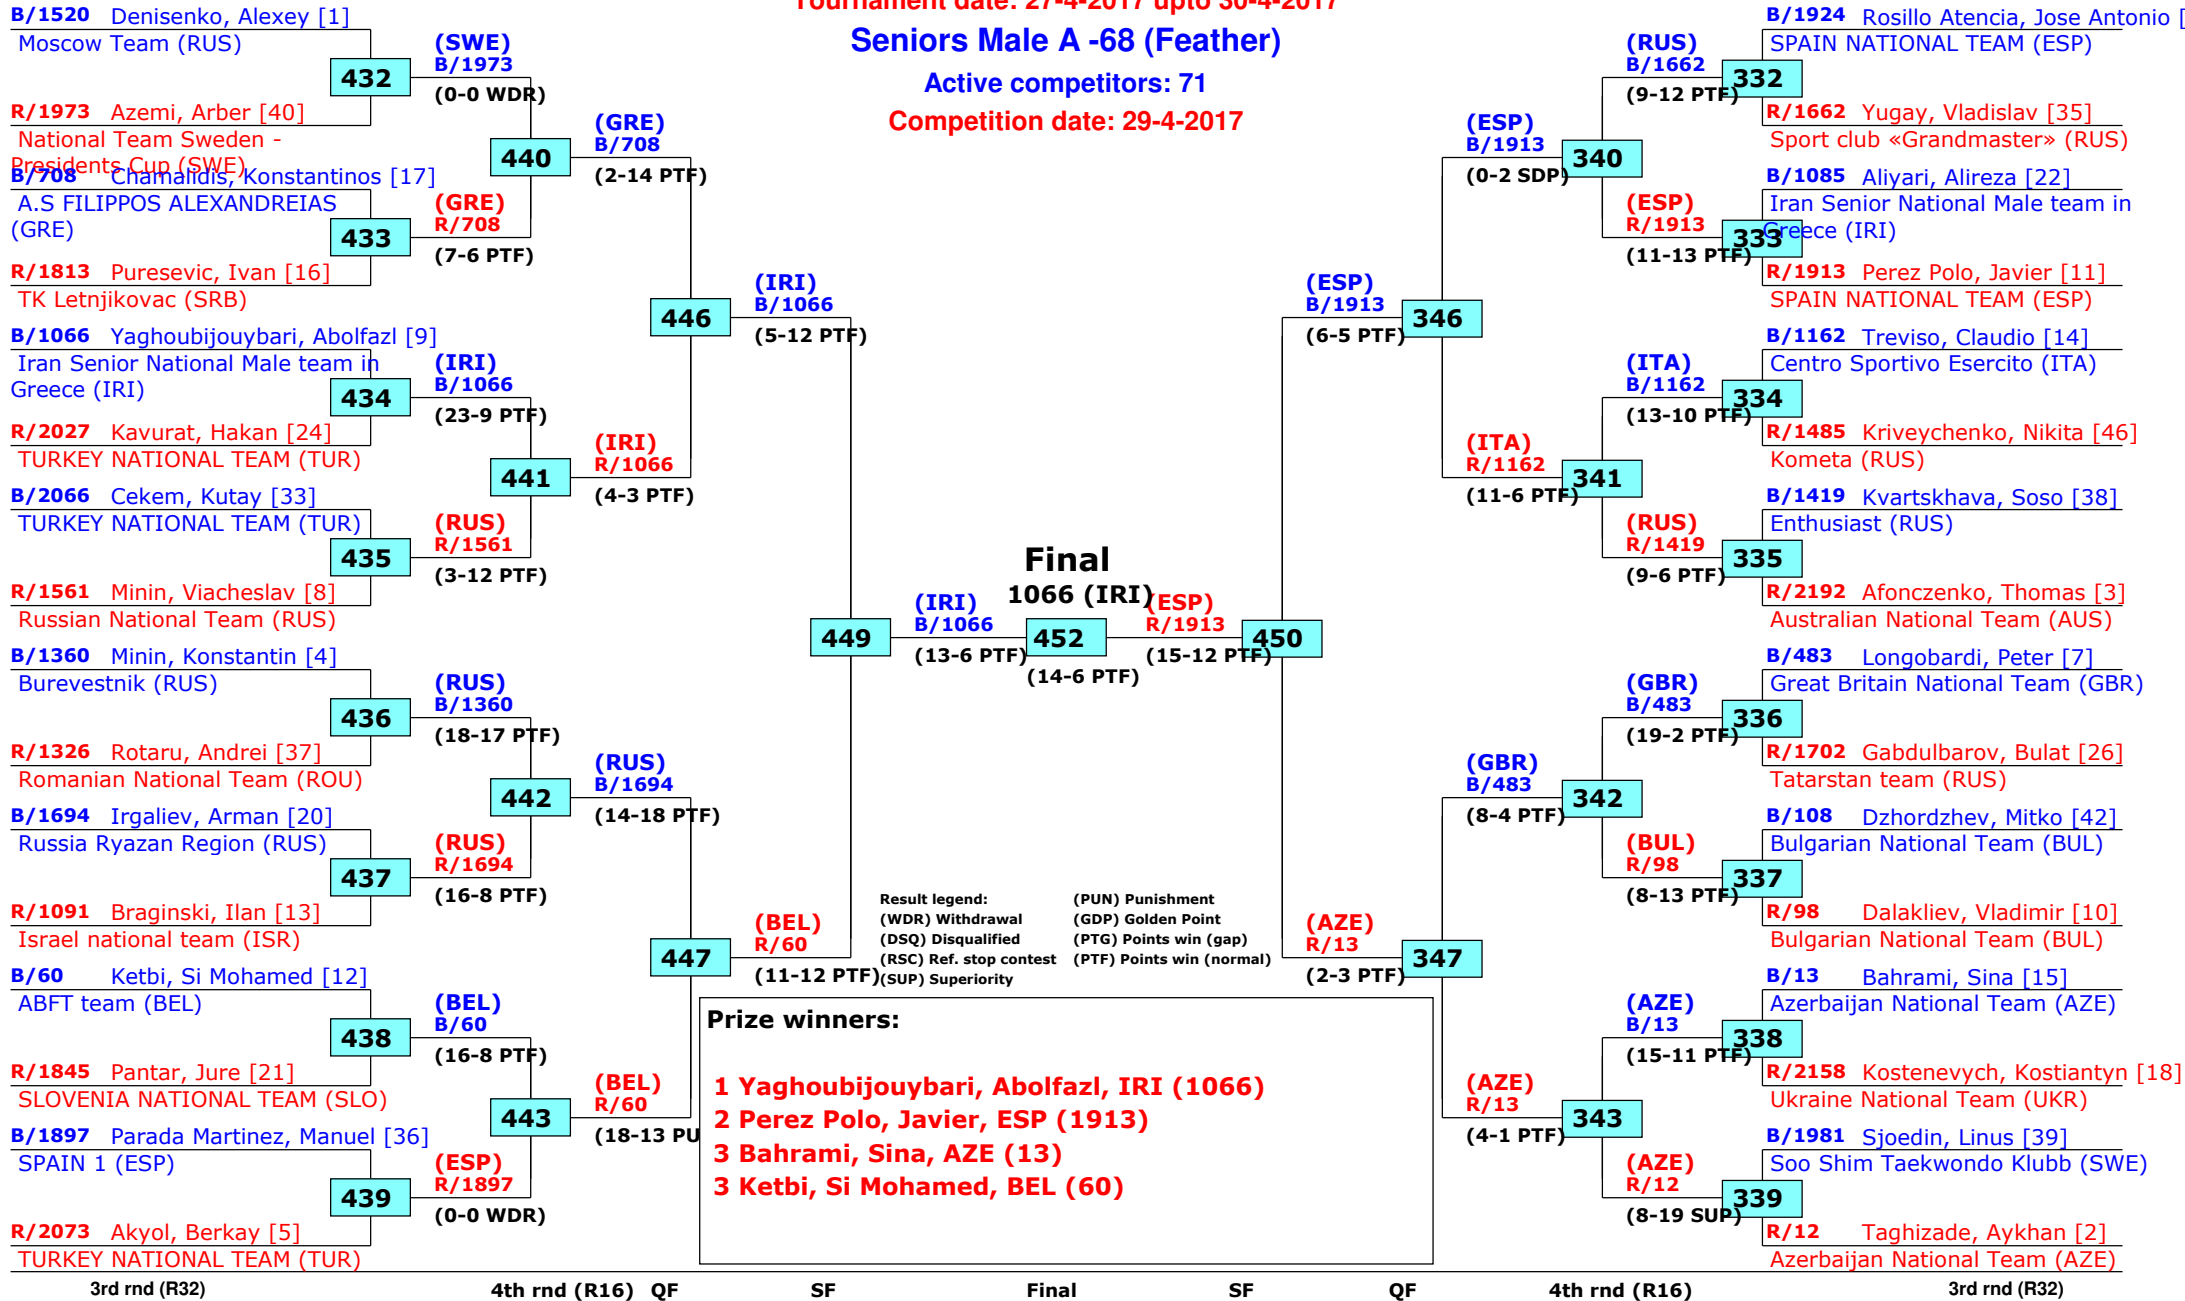 Tournament date: 27-4-2017 upto 30-4-2017
Seniors Male A -68 (Feather)
Active competitors: 71
Competition date: 29-4-2017
B/1520 Denisenko, Alexey [1]
Moscow Team (RUS)
432
R/1973 Azemi, Arber [40]
National Team Sweden -
Presidents Cup (SWE)
B/708 Chamalidis, Konstantinos [17]
A.S FILIPPOS ALEXANDREIAS
(GRE)
433
R/1813 Puresevic, Ivan [16]
TK Letnjikovac (SRB)
B/1066 Yaghoubijouybari, Abolfazl [9]
Iran Senior National Male team in
Greece (IRI)
434
R/2027 Kavurat, Hakan [24]
TURKEY NATIONAL TEAM (TUR)
B/2066 Cekem, Kutay [33]
TURKEY NATIONAL TEAM (TUR)
435
R/1561 Minin, Viacheslav [8]
Russian National Team (RUS)
B/1360 Minin, Konstantin [4]
Burevestnik (RUS)
436
R/1326 Rotaru, Andrei [37]
Romanian National Team (ROU)
B/1694 Irgaliev, Arman [20]
Russia Ryazan Region (RUS)
437
R/1091 Braginski, Ilan [13]
Israel national team (ISR)
B/60 Ketbi, Si Mohamed [12]
ABFT team (BEL)
438
R/1845 Pantar, Jure [21]
SLOVENIA NATIONAL TEAM (SLO)
B/1897 Parada Martinez, Manuel [36]
SPAIN 1 (ESP)
439
R/2073 Akyol, Berkay [5]
TURKEY NATIONAL TEAM (TUR)
(SWE)
B/1973
(0-0 WDR)
440
(GRE)
R/708
(7-6 PTF)
(IRI)
B/1066
(23-9 PTF)
441
(RUS)
R/1561
(3-12 PTF)
(RUS)
B/1360
(18-17 PTF)
442
(RUS)
R/1694
(16-8 PTF)
(BEL)
B/60
(16-8 PTF)
443
(ESP)
R/1897
(0-0 WDR)
(GRE)
B/708
(2-14 PTF)
446
(IRI)
R/1066
(4-3 PTF)
(RUS)
B/1694
(14-18 PTF)
447
(BEL)
R/60
(18-13 PU
(IRI)
B/1066
(5-12 PTF)
449
(BEL)
R/60
(11-12 PTF)
(IRI)
B/1066
(13-6 PTF)
Final
1066 (IRI)
452
(14-6 PTF)
(ESP)
R/1913
(15-12 PTF)
450
(ESP)
B/1913
(6-5 PTF)
346
(AZE)
R/13
(2-3 PTF)
347
(ESP)
B/1913
(0-2 SDP)
340
(ITA)
R/1162
(11-6 PTF)
341
(GBR)
B/483
(8-4 PTF)
342
(AZE)
R/13
(4-1 PTF)
343
(RUS)
B/1662
(9-12 PTF)
332
(ESP)
R/1913
(11-13 PTF)
333
(ITA)
B/1162
(13-10 PTF)
334
(RUS)
R/1419
(9-6 PTF)
335
(GBR)
B/483
(19-2 PTF)
336
(BUL)
R/98
(8-13 PTF)
337
(AZE)
B/13
(15-11 PTF)
338
(AZE)
R/12
(8-19 SUP)
339
B/1924 Rosillo Atencia, Jose Antonio [
SPAIN NATIONAL TEAM (ESP)
R/1662 Yugay, Vladislav [35]
Sport club «Grandmaster» (RUS)
B/1085 Aliyari, Alireza [22]
Iran Senior National Male team in
Greece (IRI)
R/1913 Perez Polo, Javier [11]
SPAIN NATIONAL TEAM (ESP)
B/1162 Treviso, Claudio [14]
Centro Sportivo Esercito (ITA)
R/1485 Kriveychenko, Nikita [46]
Kometa (RUS)
B/1419 Kvartskhava, Soso [38]
Enthusiast (RUS)
R/2192 Afonczenko, Thomas [3]
Australian National Team (AUS)
B/483 Longobardi, Peter [7]
Great Britain National Team (GBR)
R/1702 Gabdulbarov, Bulat [26]
Tatarstan team (RUS)
B/108 Dzhordzhev, Mitko [42]
Bulgarian National Team (BUL)
R/98 Dalakliev, Vladimir [10]
Bulgarian National Team (BUL)
B/13 Bahrami, Sina [15]
Azerbaijan National Team (AZE)
R/2158 Kostenevych, Kostiantyn [18]
Ukraine National Team (UKR)
B/1981 Sjoedin, Linus [39]
Soo Shim Taekwondo Klubb (SWE)
R/12 Taghizade, Aykhan [2]
Azerbaijan National Team (AZE)
Result legend:
(WDR) Withdrawal
(DSQ) Disqualified
(RSC) Ref. stop contest
(SUP) Superiority
(PUN) Punishment
(GDP) Golden Point
(PTG) Points win (gap)
(PTF) Points win (normal)
Prize winners:
1 Yaghoubijouybari, Abolfazl, IRI (1066)
2 Perez Polo, Javier, ESP (1913)
3 Bahrami, Sina, AZE (13)
3 Ketbi, Si Mohamed, BEL (60)
3rd rnd (R32) 4th rnd (R16) QF SF Final SF QF 4th rnd (R16) 3rd rnd (R32)